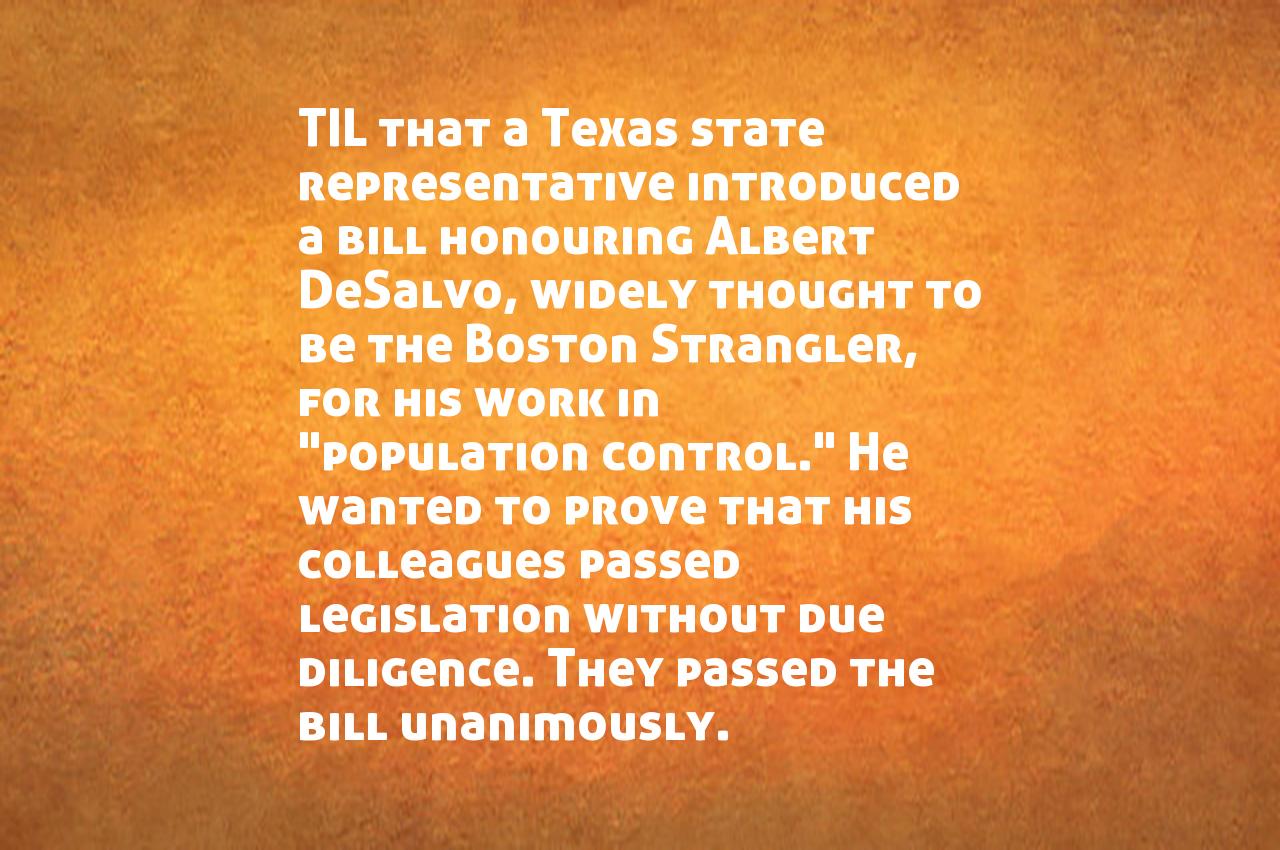 TIL that a Texas state
representative introduced
a bill honouring Albert
DeSalvo, widely thought to
be the Boston Strangler,
for his work in
"population control." He
wanted to prove that his
colleagues passed
legislation without due
diligence. They passed the
bill unanimously.